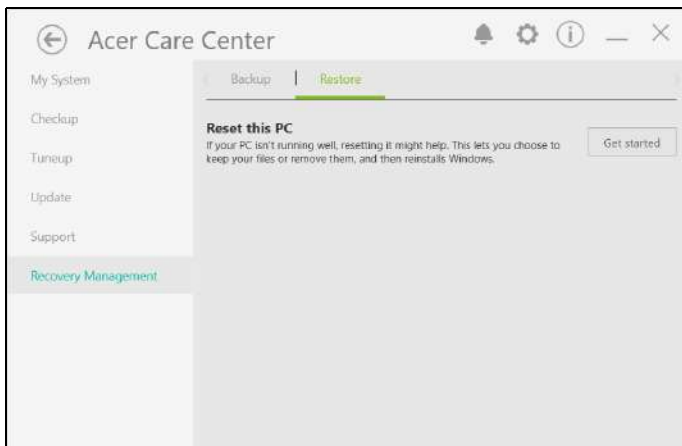 Acer Care Center
My System
Checkup
Tuneup
Update
Support
Recovery Management
Backup
Restore
Reset this PC
If your PC isn't running well, resetting it might help. This lets you choose to
keep your files or remove them, and then reinstalls Windows.
Get started